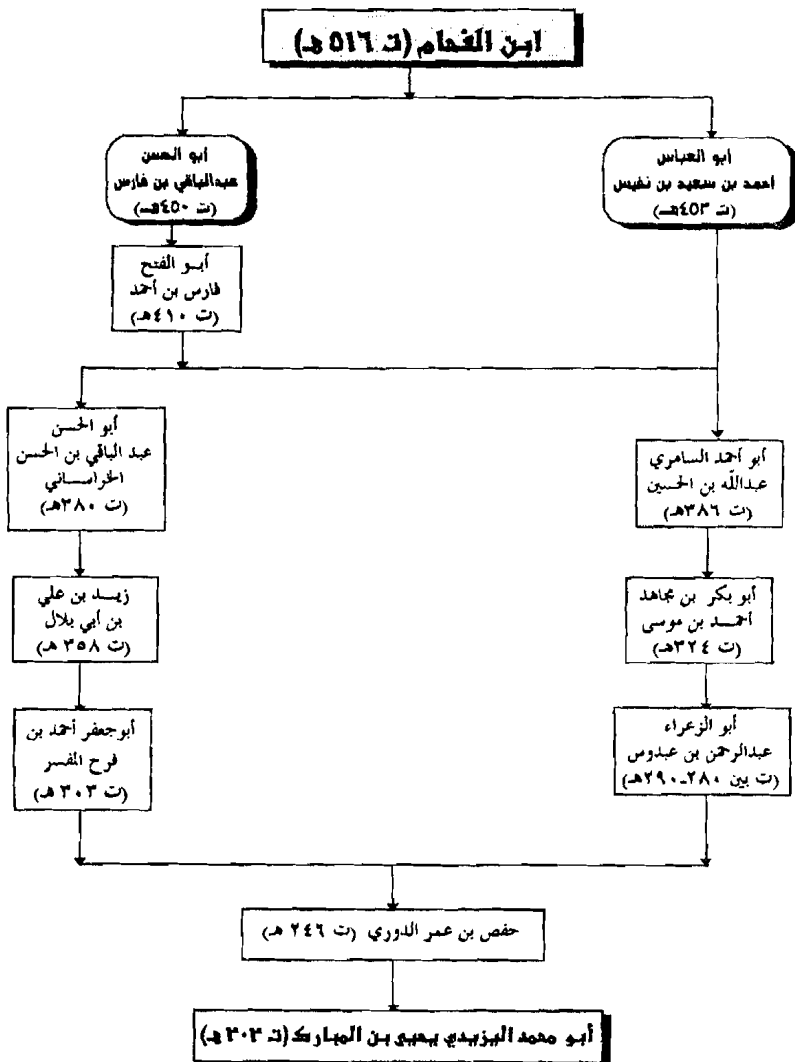 ابن الفحام (ت ٥١٦ هـ)
أبو العباس
أحمد بن سعيد بن نفيس
(ت ٤٥٣هـ)
أبو الحسن
عبدالباقي بن فارس
(ت ٤٥٠هـ)
أبو الفتح
فارس بن أحمد
(ت ٤١٠هـ)
أبو أحمد السامري
عبدالله بن الحسين
(ت ٣٨٦هـ)
أبو الحسن
عبد الباقي بن الحسن
الخراساني
(ت ٣٨٠هـ)
أبو بكر بن مجاهد
أحمد بن موسى
(ت ٣٢٤هـ)
زيد بن علي
بن أبي بلال
(ت ٣٥٨ هـ)
أبو الزعراء
عبدالرحمن بن عبدوس
(ت بين ٢٨٠-٢٩٠هـ)
أبوجعفر أحمد بن
فرح المفسر
(ت ٣٠٣هـ)
حفص بن عمر الدوري (ت ٢٤٦ هـ)
أبو محمد اليزيدي يحيى بن المبارك (ت ٣٠٣ هـ)